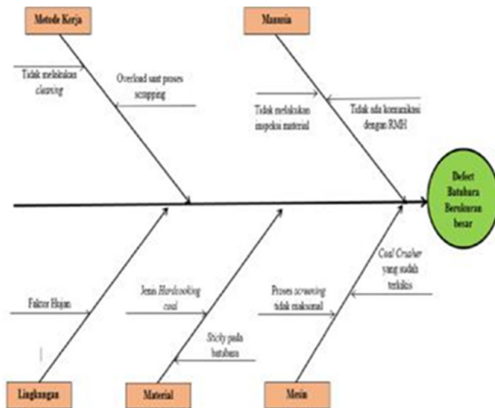 Metode Kerja
Manusia
Tidak melakukan
cleaning
Overload saat proses
scrapping
Tidak melakukan
inspeksi material
Tidak ada komunikasi
dengan RMH
Defect
Batubara
Berukuran
besar
Faktor Hujan
Jenis Hardcooking
coal
Sticky pada
batubara
Proses screening
tidak maksimal
Coal Crusher
yang sudah
terkikis
Lingkungan
Material
Mesin